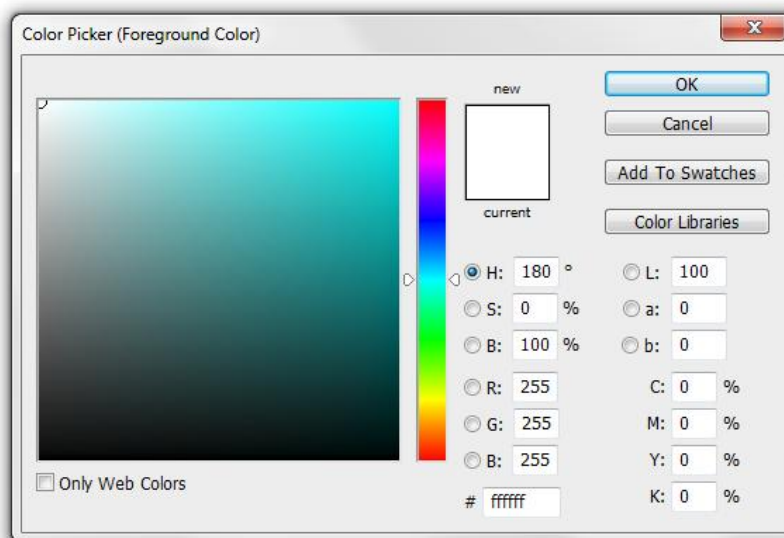 Color Picker (Foreground Color)
new
OK
Cancel
Add To Swatches
current
Color Libraries
H: 180 ° L: 100
S: 0 % a: 0
B: 100 % b: 0
R: 255 C: 0 %
G: 255 M: 0 %
B: 255 Y: 0 %
Only Web Colors
# ffffff K: 0 %